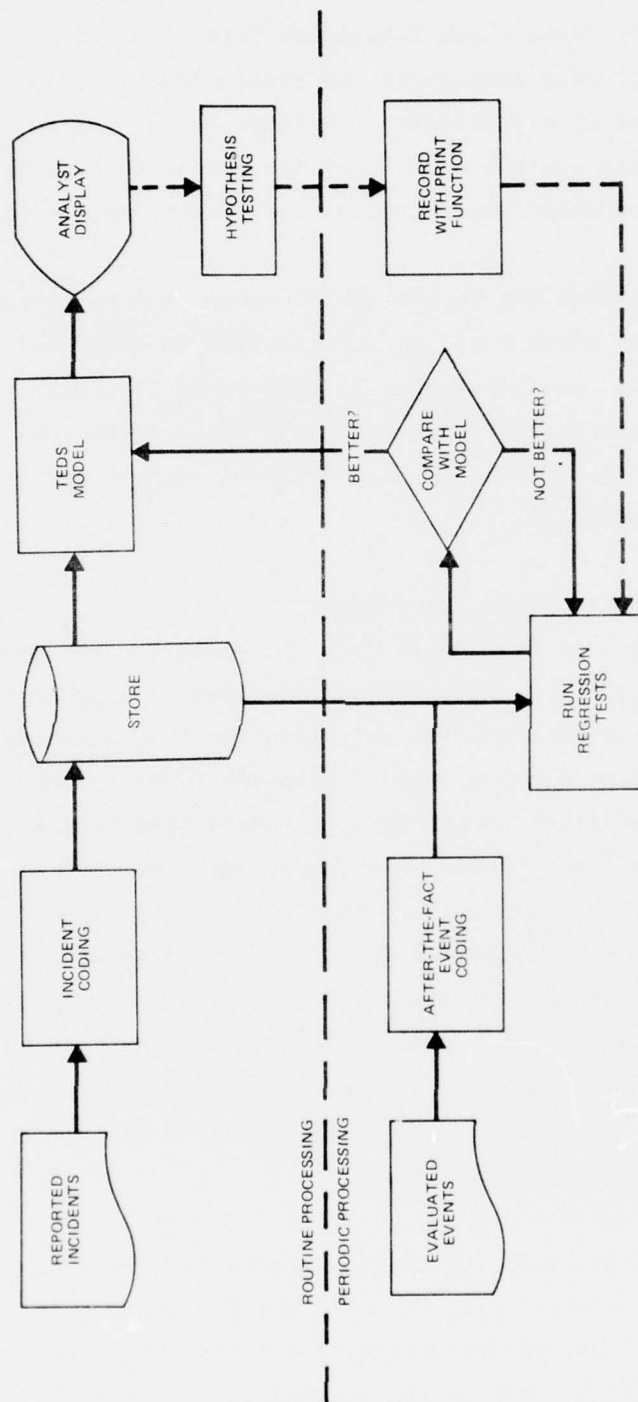 REPORTED
INCIDENTS
INCIDENT
CODING
STORE
TEDS
MODEL
ANALYST
DISPLAY
HYPOTHESIS
TESTING
ROUTINE PROCESSING
PERIODIC PROCESSING
BETTER?
EVALUATED
EVENTS
AFTER-THE-FACT
EVENT
CODING
RUN
REGRESSION
TESTS
COMPARE
WITH
MODEL
NOT BETTER?
RECORD
WITH PRINT
FUNCTION